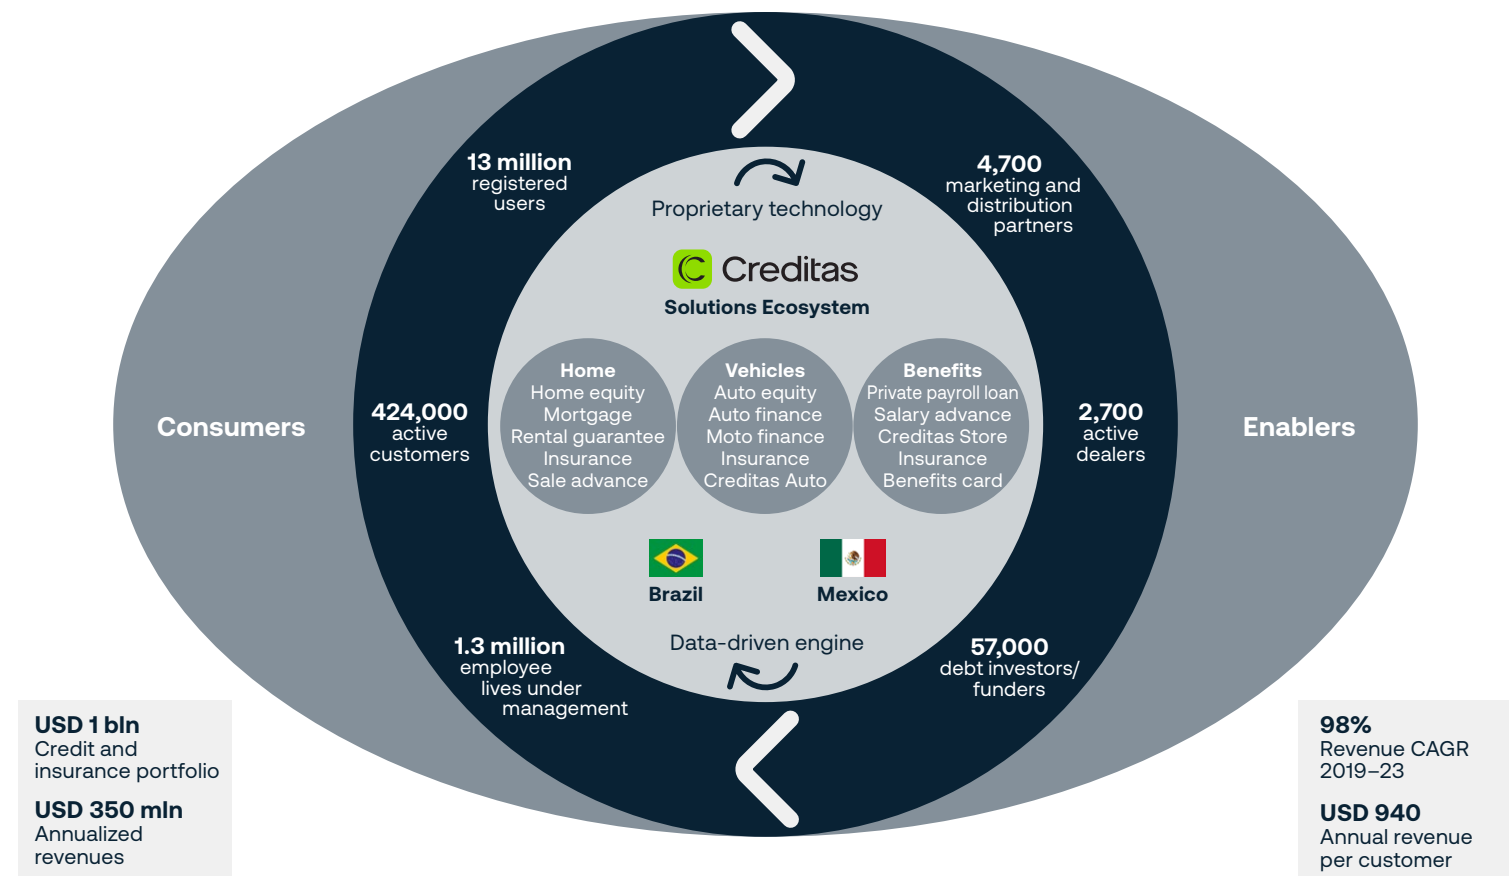 13 million
registered
users
4,700
marketing and
distribution
partners
Proprietary technology
Creditas
Solutions Ecosystem
Consumers
424,000
active
customers
Home
Home equity
Mortgage
Rental guarantee
Insurance
Sale advance
Vehicles
Auto equity
Auto finance
Moto finance
Insurance
Creditas Auto
Benefits
Private payroll loan
Salary advance
Creditas Store
Insurance
Benefits card
2,700
active
dealers
Enablers
Brazil
Mexico
Data-driven engine
1.3 million
employee
lives under
management
57,000
debt investors/
funders
USD 1 bln
Credit and
insurance portfolio
USD 350 mln
Annualized
revenues
98%
Revenue CAGR
2019–23
USD 940
Annual revenue
per customer